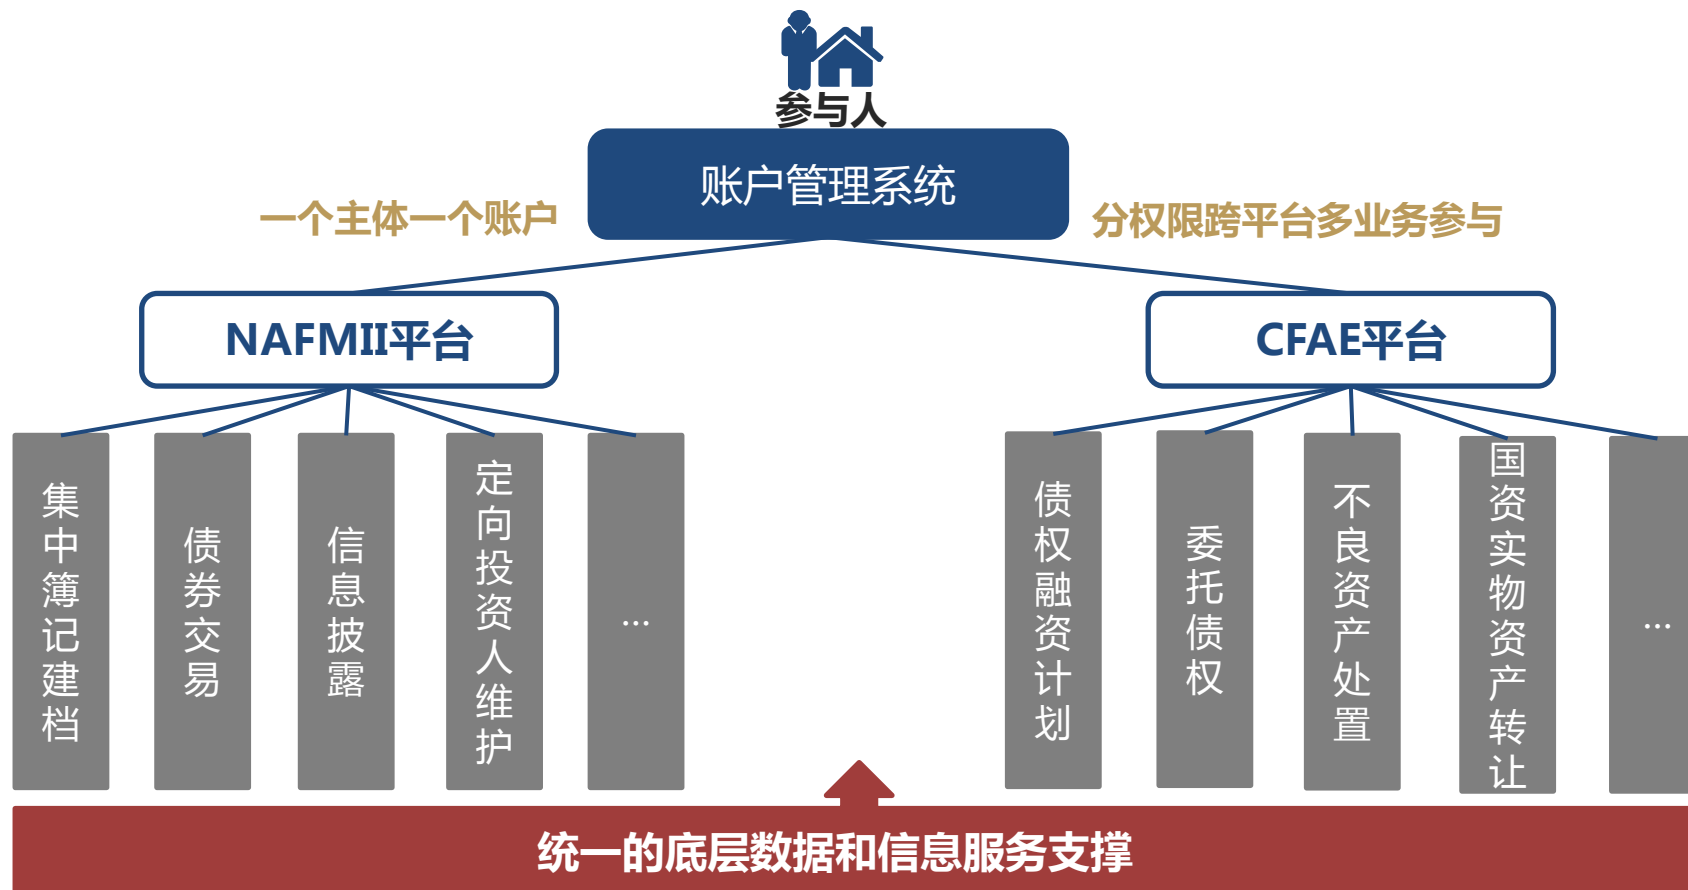 参与人
账户管理系统
一个主体一个账户
分权限跨平台多业务参与
NAFMII平台
CFAE平台
集中簿记建档
债券交易
信息披露
定向投资人维护
...
债权融资计划
委托债权
不良资产处置
国资实物资产转让
...
统一的底层数据和信息服务支撑